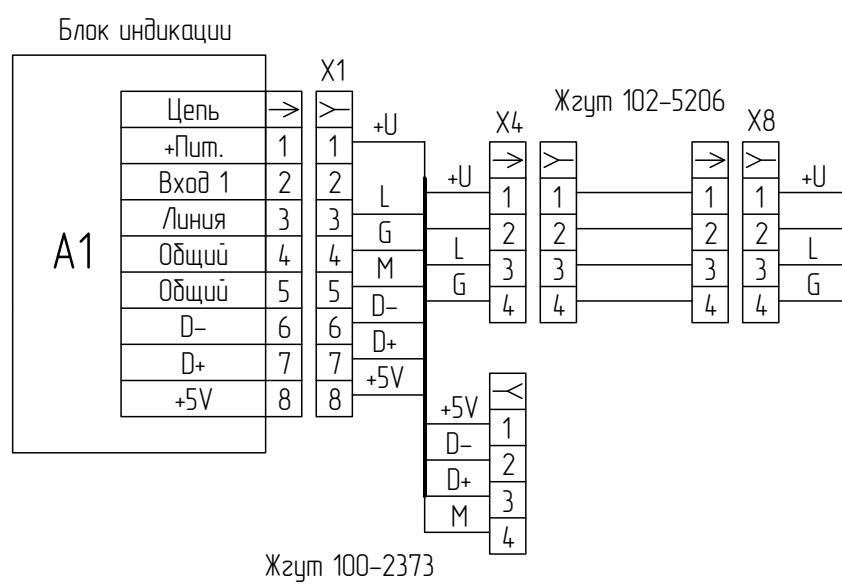 Блок индикации
A1
Цепь
+Пит. 1
Вход 1 2
Линия 3
Общий 4
Общий 5
D– 6
D+ 7
+5V 8
X1
1
2
3
4
5
6
7
8
+U
L
G
M
D–
D+
+5V
Жгут 102–5206
X4
+U
L
G
1
2
3
4
1
2
3
4
X8
1
2
3
4
1
2
3
4
+U
L
G
+5V 1
D– 2
D+ 3
M 4
Жгут 100–2373